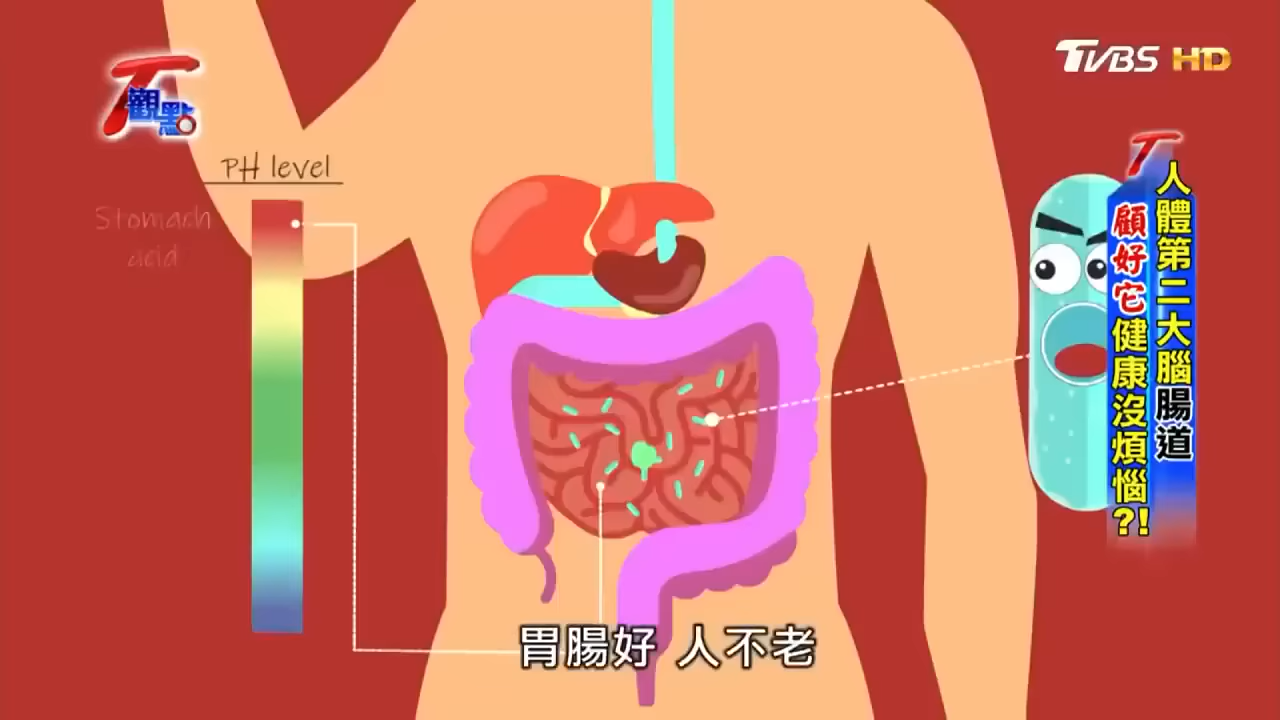 T觀點
TVBS HD
PH level
Stomach
acid
T人體第二大腦腸道
顧好它健康沒煩惱?!
胃腸好 人不老